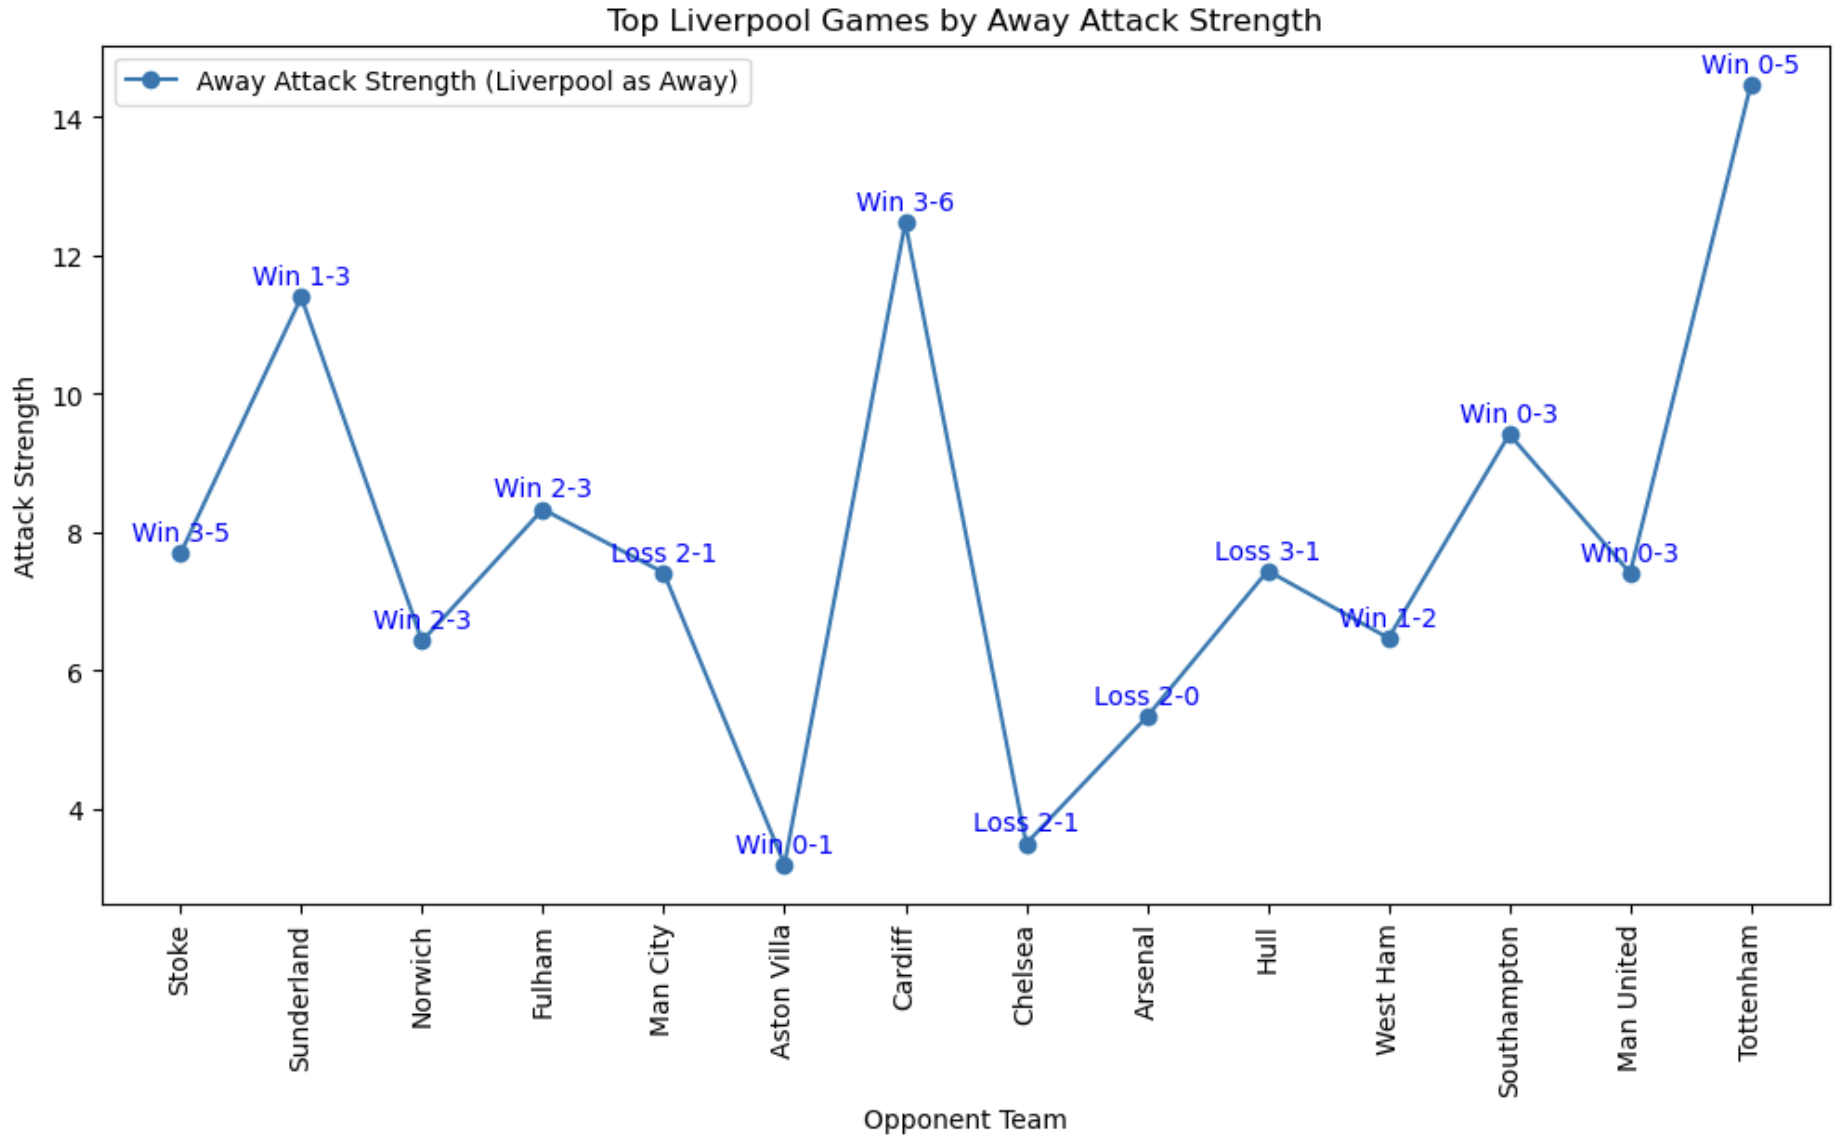 Top Liverpool Games by Away Attack Strength
Away Attack Strength (Liverpool as Away)
Attack Strength
14
12
10
8
6
4
Win 3-5
Win 1-3
Win 2-3
Win 2-3
Loss 2-1
Win 0-1
Win 3-6
Loss 2-1
Loss 2-0
Loss 3-1
Win 1-2
Win 0-3
Win 0-3
Win 0-5
Stoke
Sunderland
Norwich
Fulham
Man City
Aston Villa
Cardiff
Chelsea
Arsenal
Hull
West Ham
Southampton
Man United
Tottenham
Opponent Team